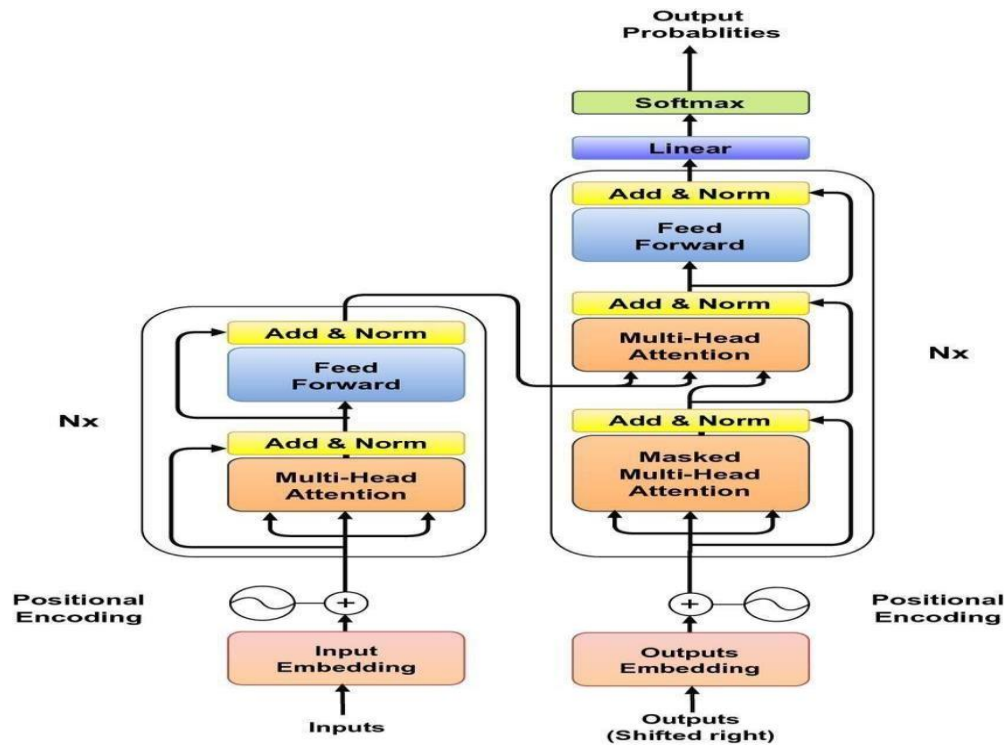 Output
Probablities
Softmax
Linear
Add & Norm
Feed
Forward
Add & Norm
Multi-Head
Attention
Nx
Add & Norm
Masked
Multi-Head
Attention
Add & Norm
Feed
Forward
Nx
Add & Norm
Multi-Head
Attention
Positional
Encoding
Positional
Encoding
Input
Embedding
Outputs
Embedding
Inputs
Outputs
(Shifted right)